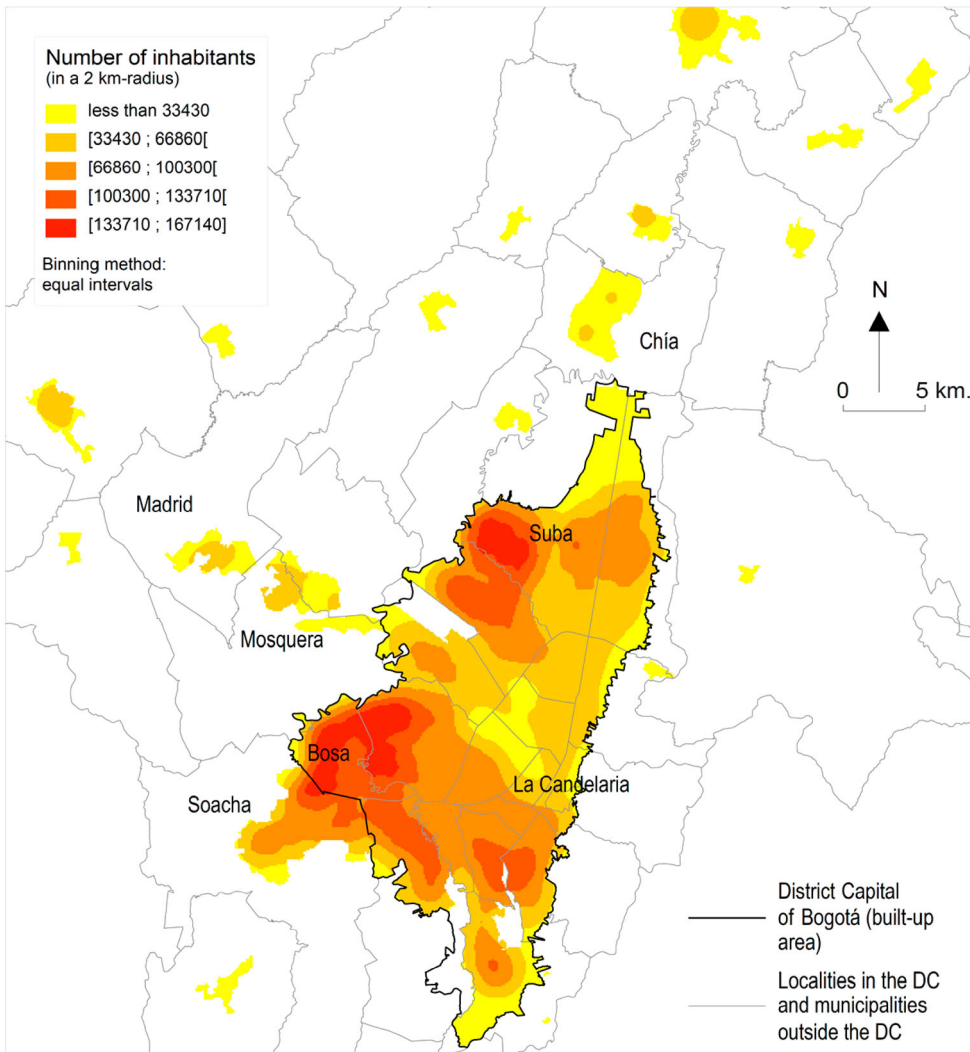 Number of inhabitants
(in a 2 km-radius)
less than 33430
[33430 ; 66860[
[66860 ; 100300[
[100300 ; 133710[
[133710 ; 167140]
Binning method:
equal intervals
N
0 5 km.
Chía
Madrid
Suba
Mosquera
Bosa
La Candelaria
Soacha
District Capital
of Bogotá (built-up
area)
Localities in the DC
and municipalities
outside the DC